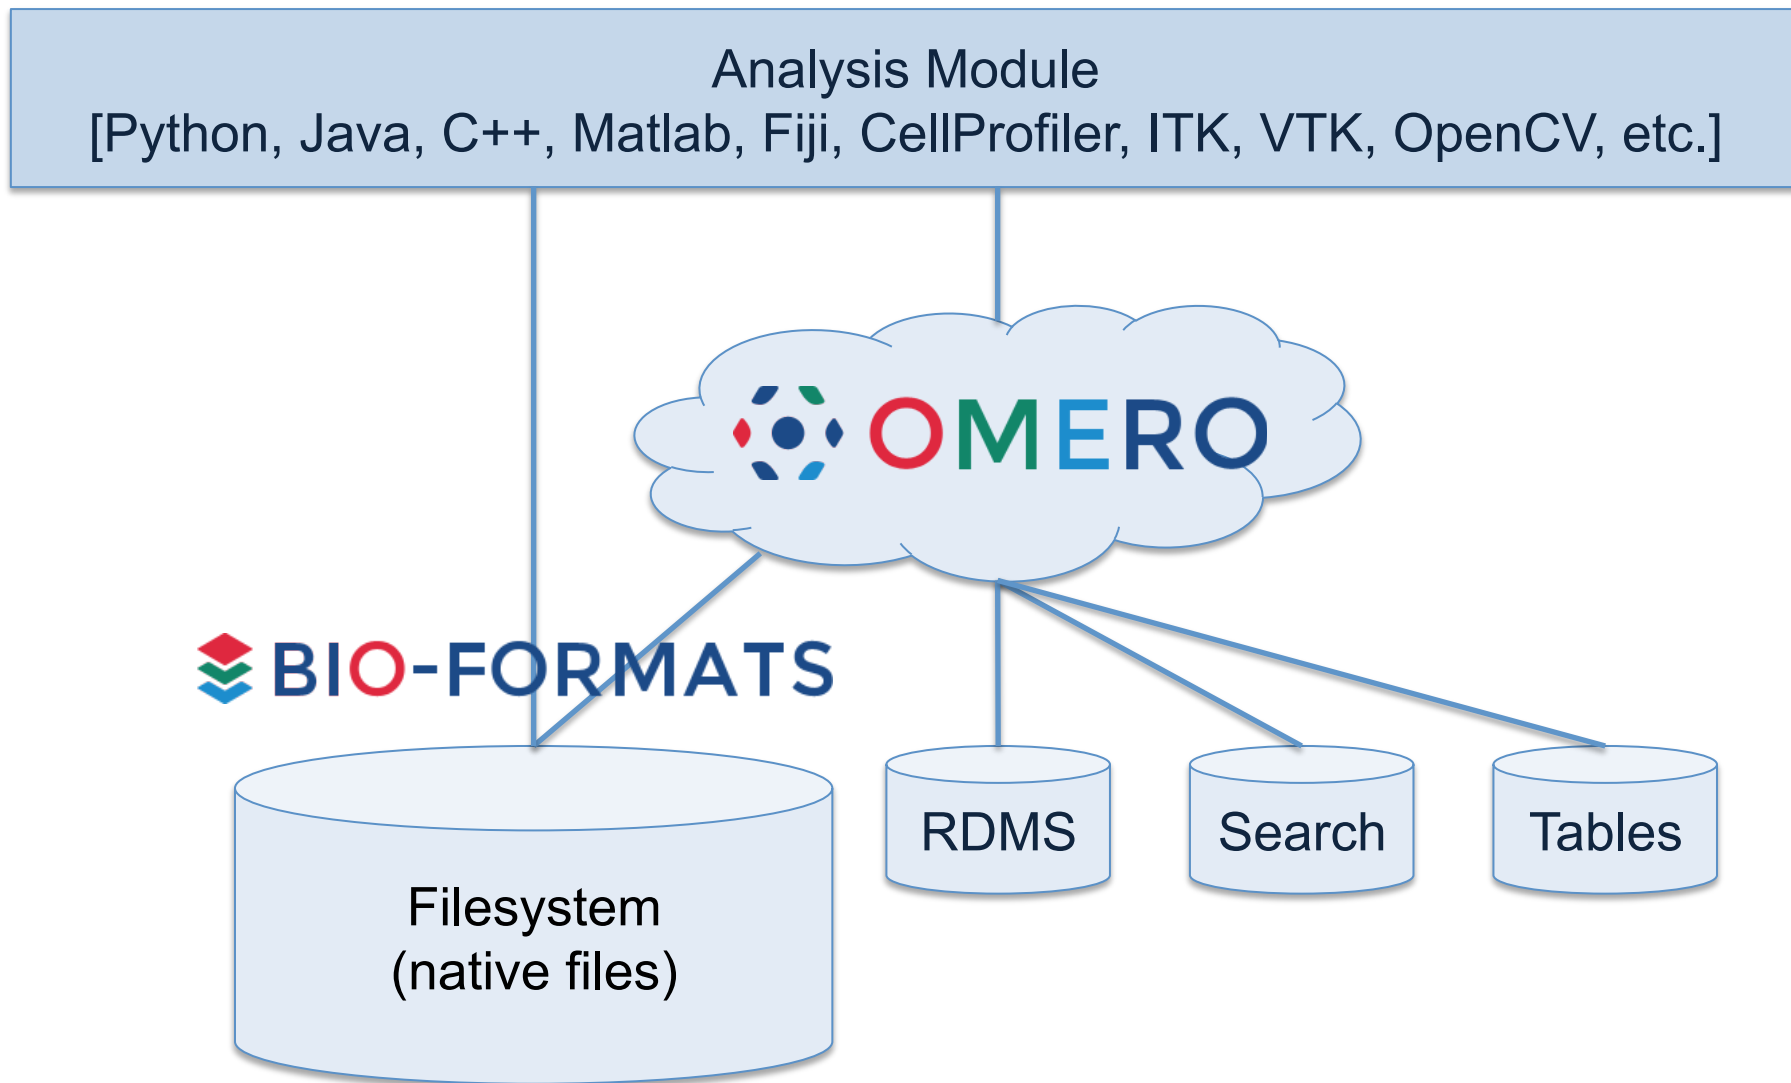 Analysis Module
[Python, Java, C++, Matlab, Fiji, CellProfiler, ITK, VTK, OpenCV, etc.]
OMERO
BIO-FORMATS
RDMS
Search
Tables
Filesystem
(native files)